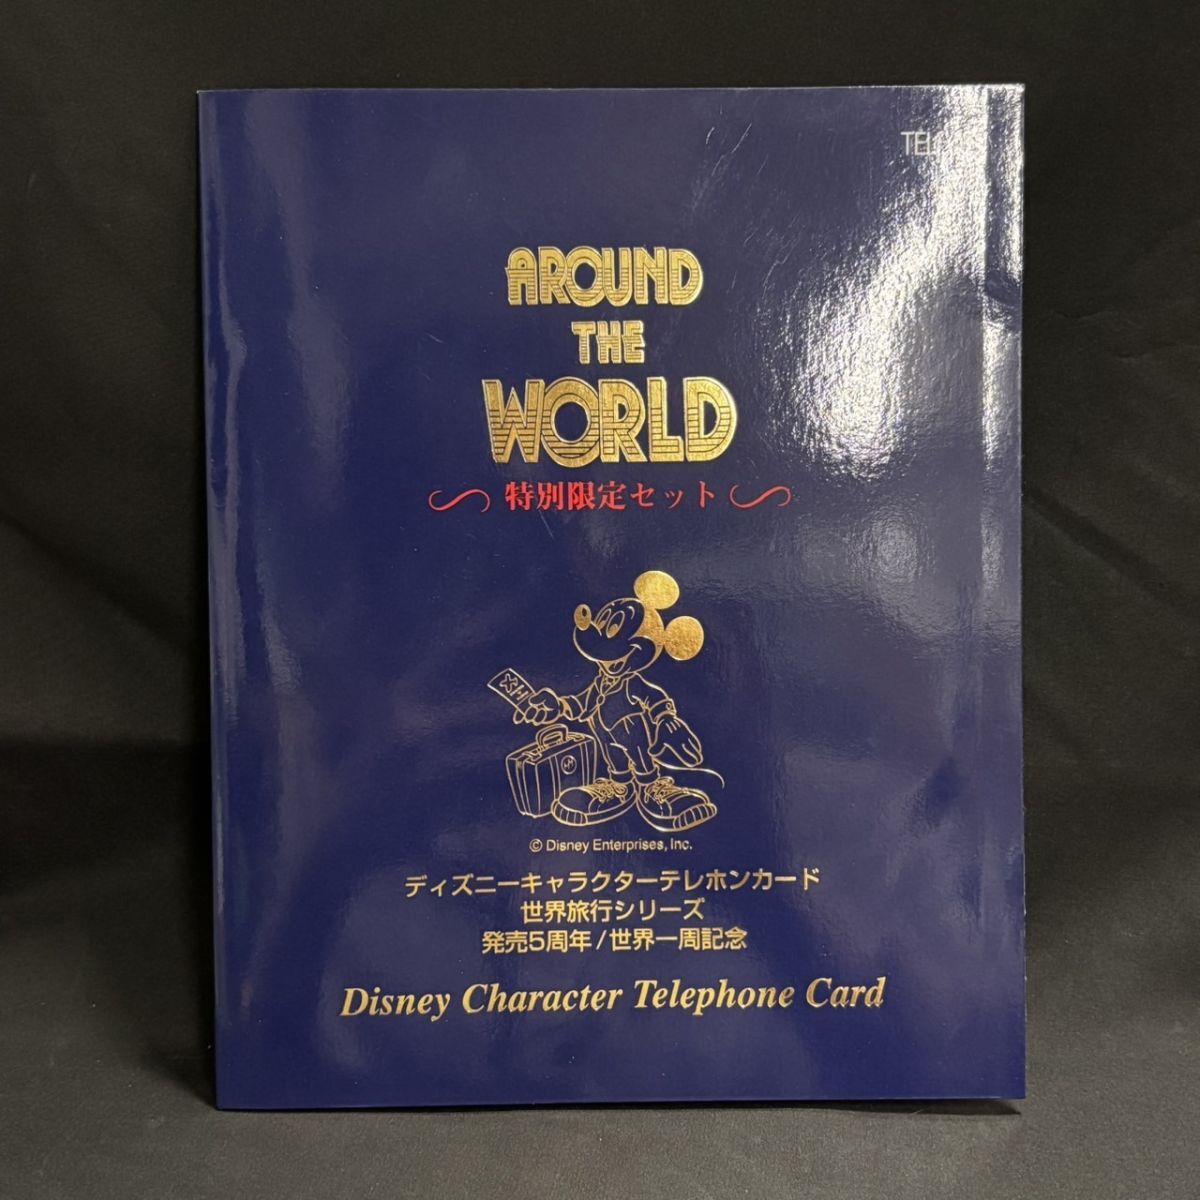 AROUND
THE
WORLD
特別限定セット
© Disney Enterprises, Inc.
ディズニーキャラクターテレホンカード
世界旅行シリーズ
発売5周年/世界一周記念
Disney Character Telephone Card